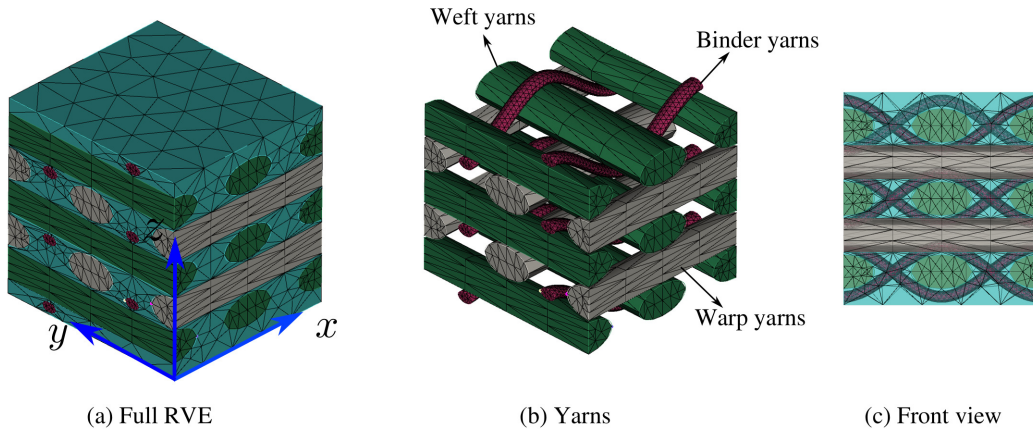 Weft yarns
Binder yarns
z
y
x
Warp yarns
(a) Full RVE
(b) Yarns
(c) Front view